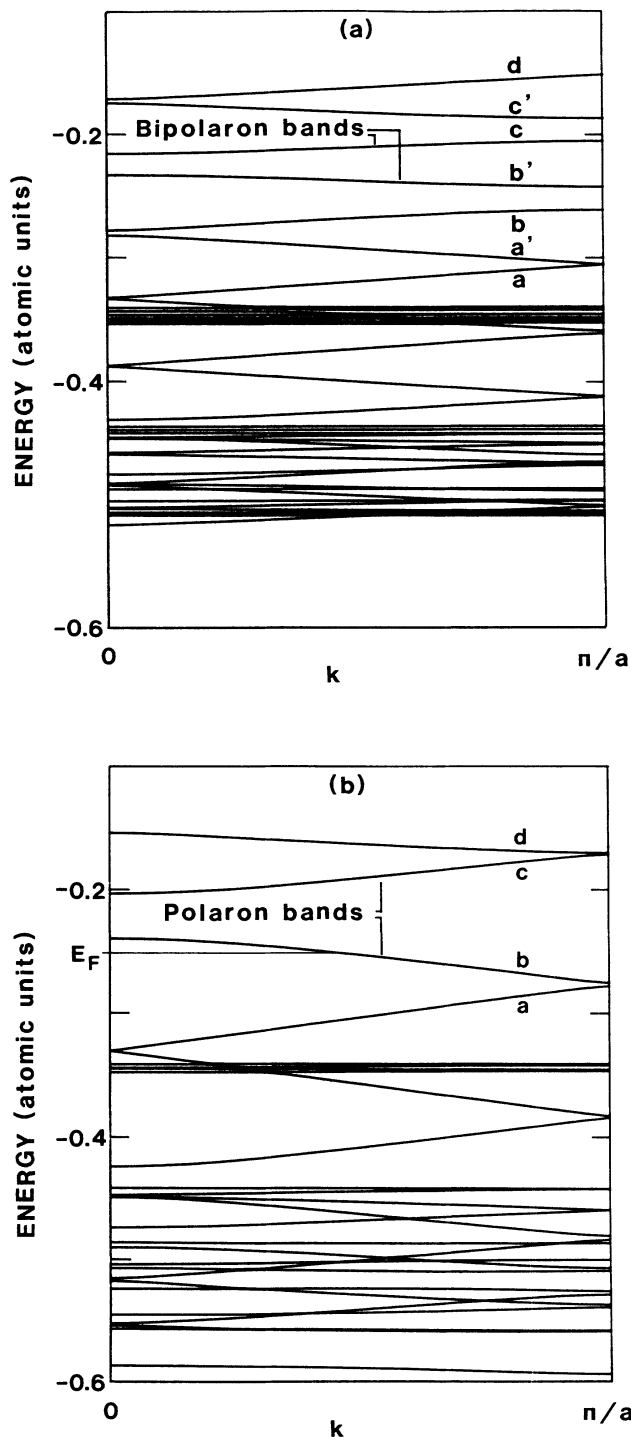 (a)
d
c'
-0.2
Bipolaron bands
c
b'
b
a'
a
ENERGY (atomic units)
-0.4
-0.6
0
k
π/a
(b)
d
c
-0.2
Polaron bands
E_F
b
a
ENERGY (atomic units)
-0.4
-0.6
0
k
π/a